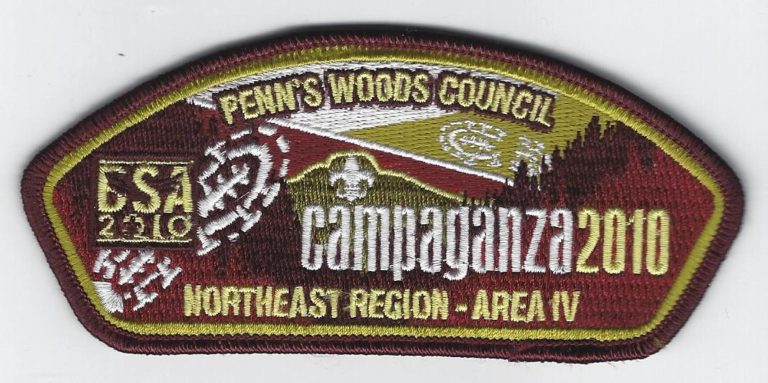 PENN'S WOODS COUNCIL
BSA
2010
campaganza2010
NORTHEAST REGION - AREA IV